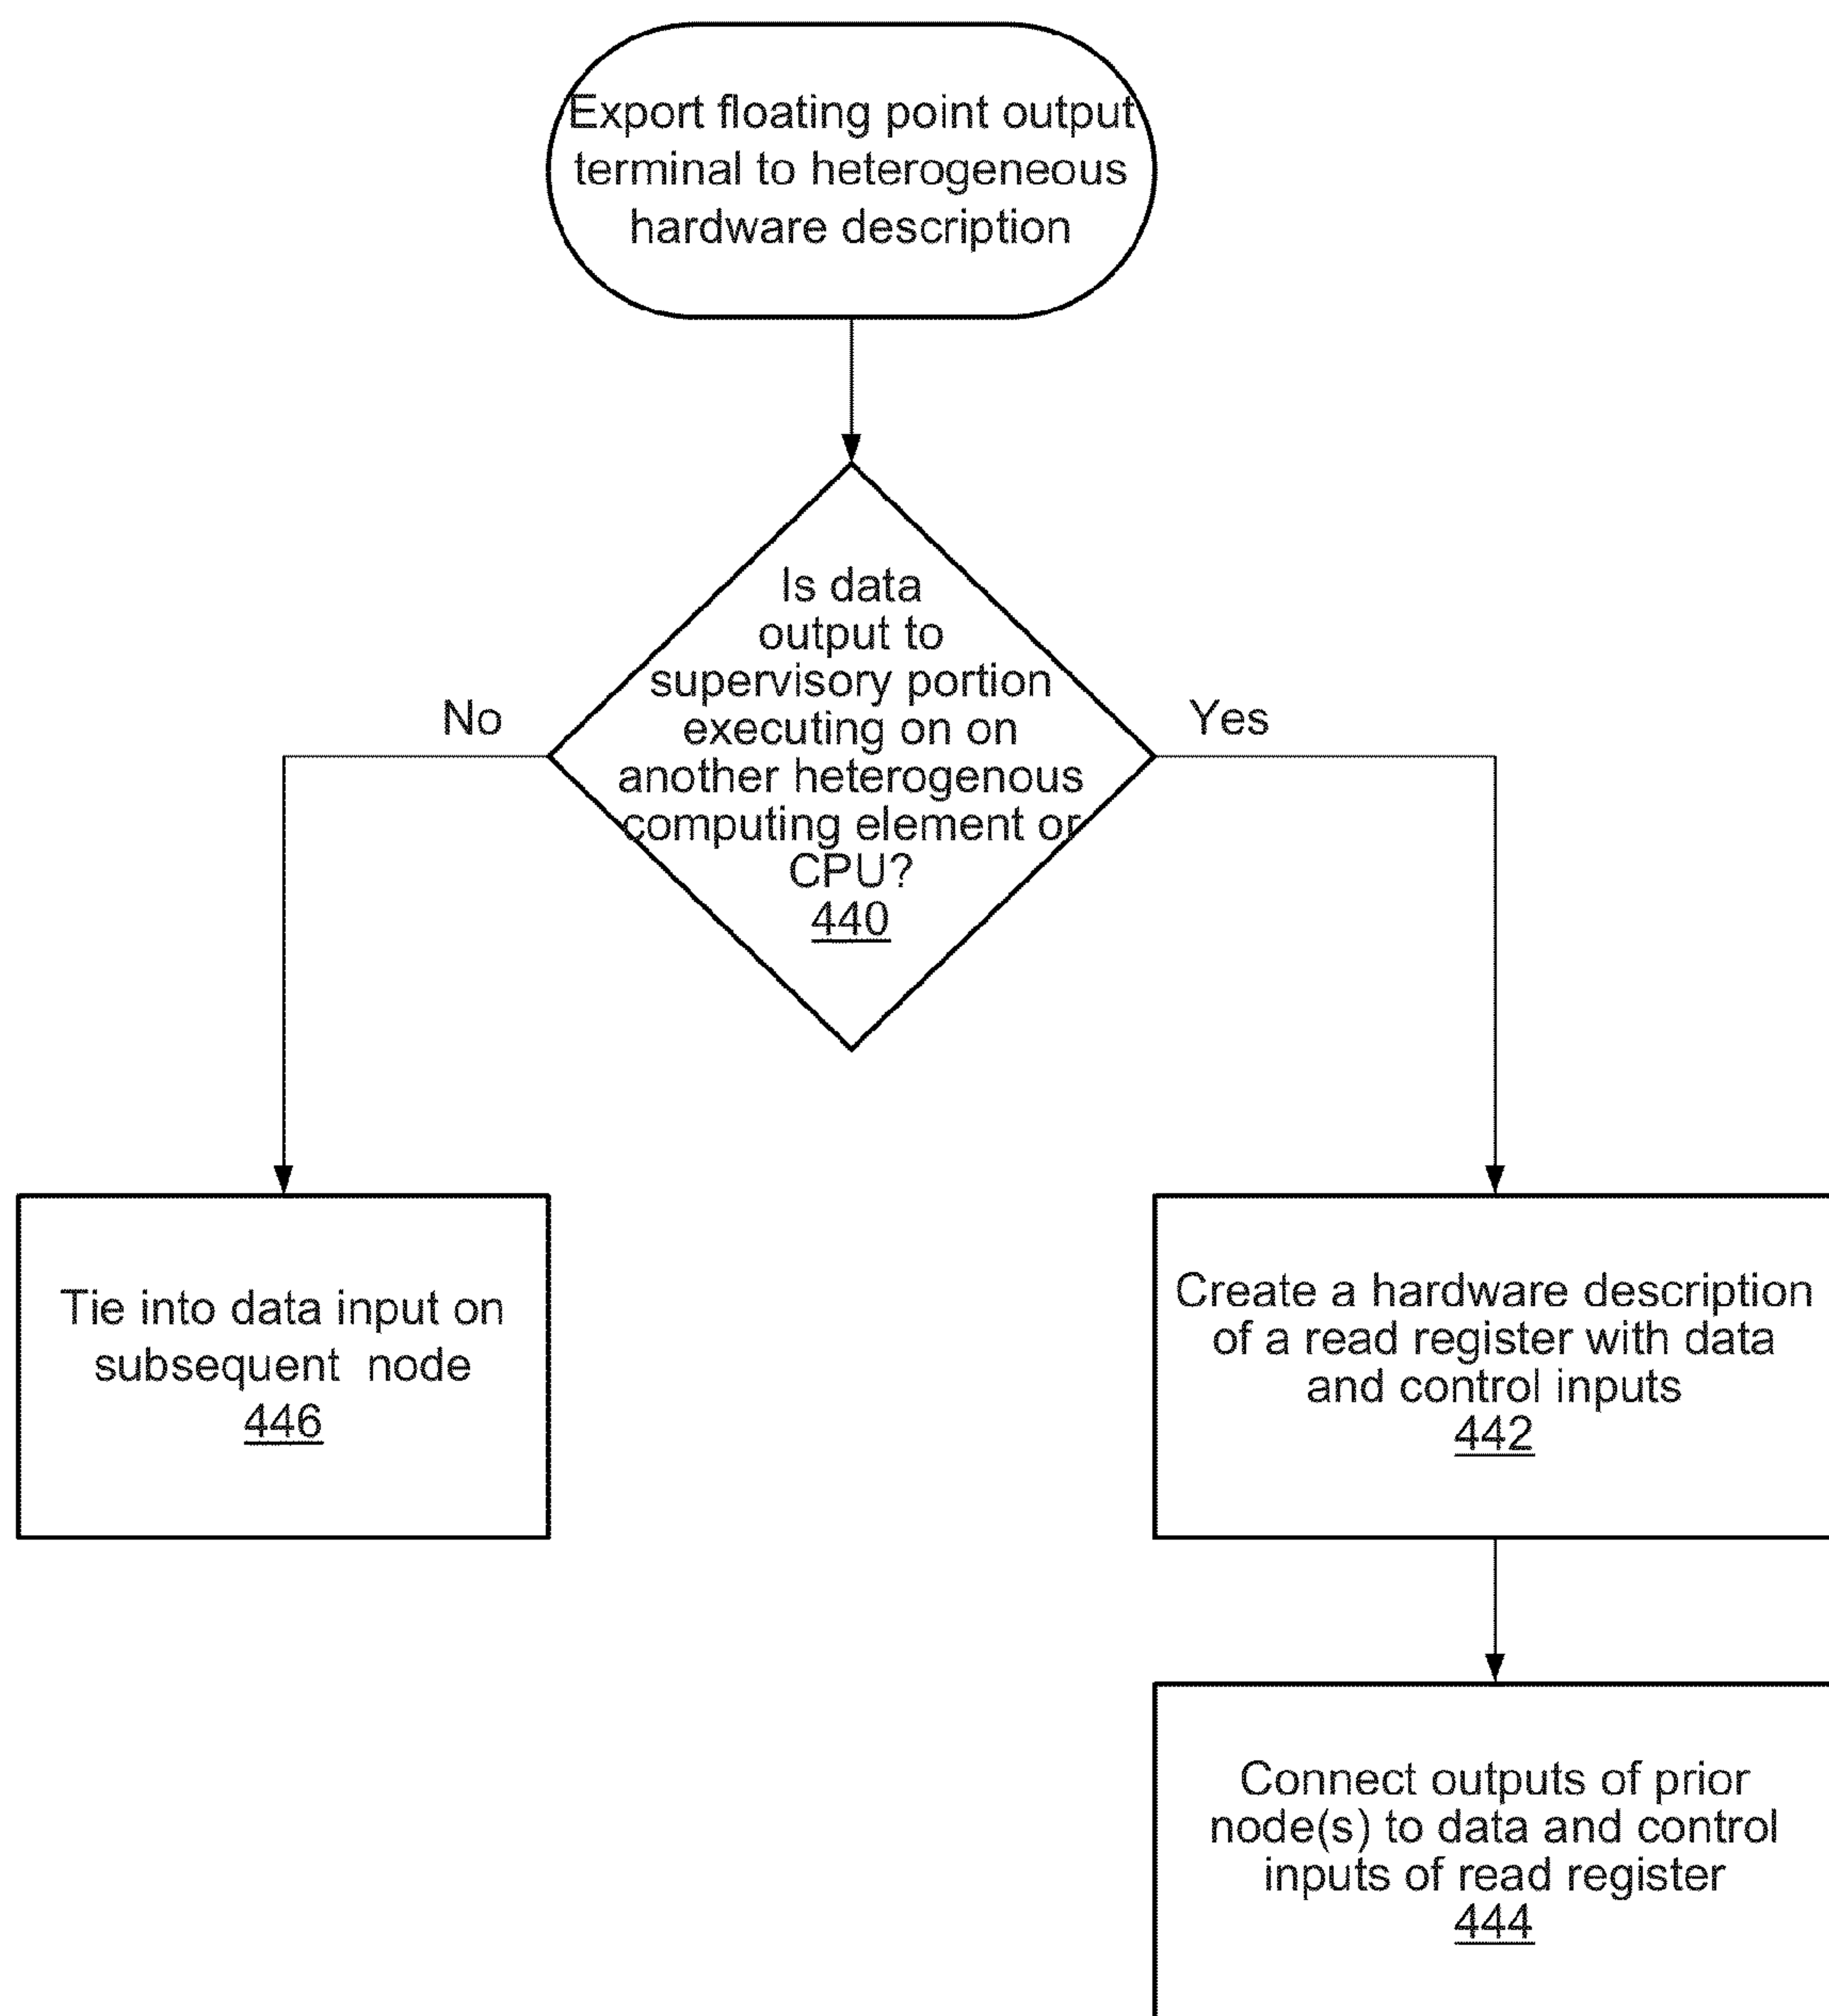 Export floating point output
terminal to heterogeneous
hardware description
Is data
output to
supervisory portion
executing on on
another heterogenous
computing element or
CPU?
440
No
Yes
Tie into data input on
subsequent node
446
Create a hardware description
of a read register with data
and control inputs
442
Connect outputs of prior
node(s) to data and control
inputs of read register
444